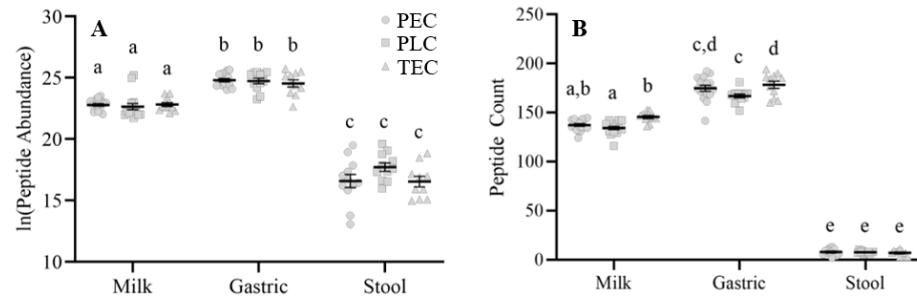 A
PEC
PLC
TEC
ln(Peptide Abundance)
30
25
20
15
10
a
a
a
b
b
b
c
c
c
Milk
Gastric
Stool
B
Peptide Count
250
200
150
100
50
0
a,b
a
b
c,d
c
d
e
e
e
Milk
Gastric
Stool